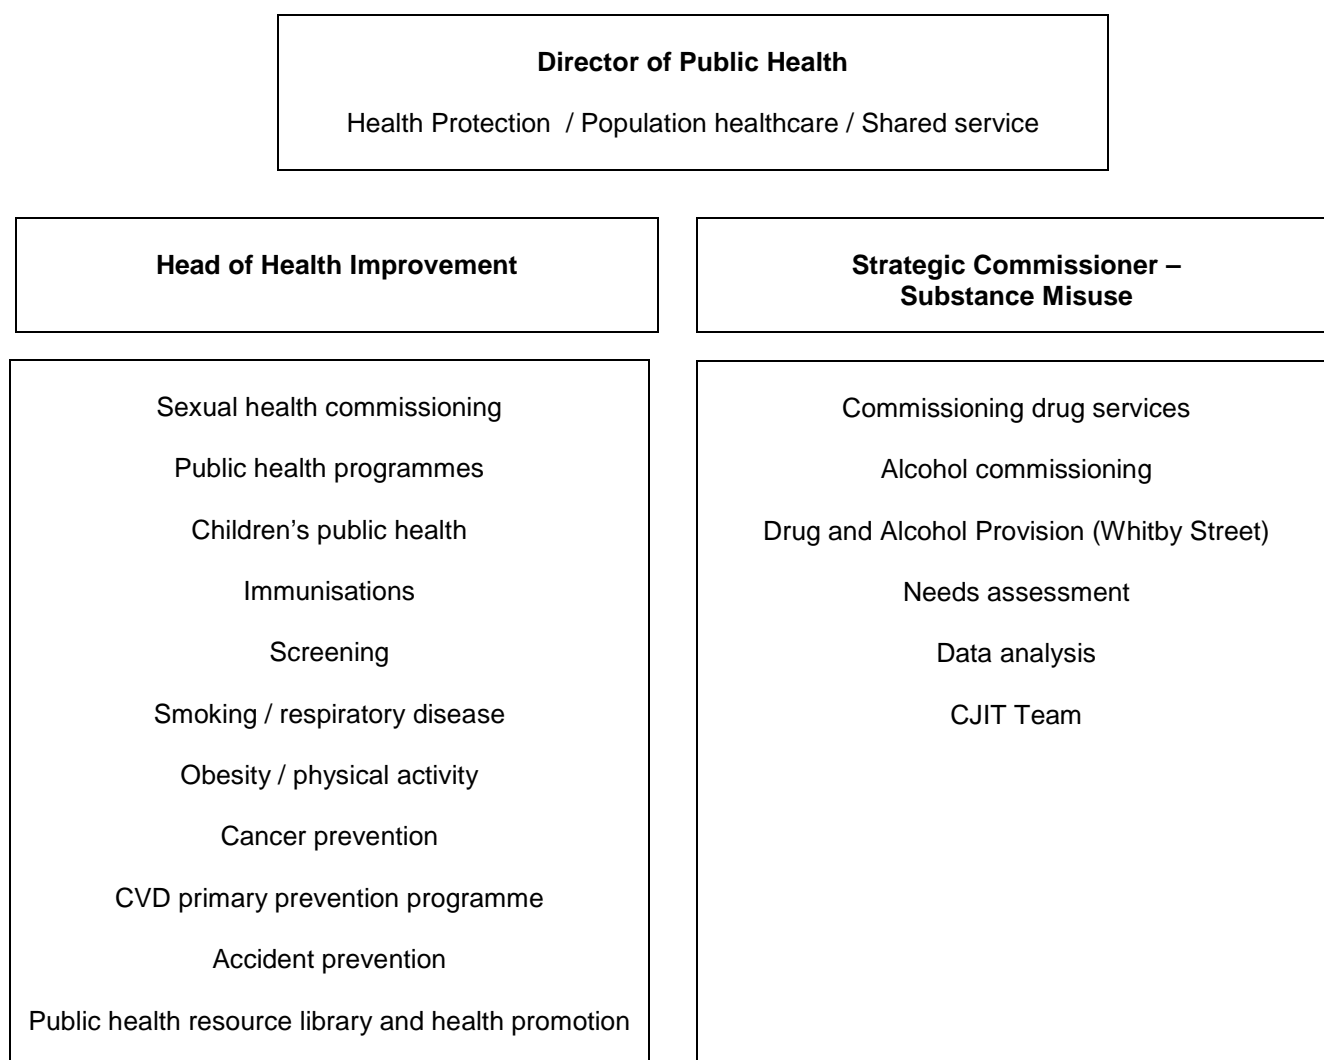 Director of Public Health
Health Protection / Population healthcare / Shared service
Head of Health Improvement
Strategic Commissioner –
Substance Misuse
Sexual health commissioning
Public health programmes
Children’s public health
Immunisations
Screening
Smoking / respiratory disease
Obesity / physical activity
Cancer prevention
CVD primary prevention programme
Accident prevention
Public health resource library and health promotion
Commissioning drug services
Alcohol commissioning
Drug and Alcohol Provision (Whitby Street)
Needs assessment
Data analysis
CJIT Team